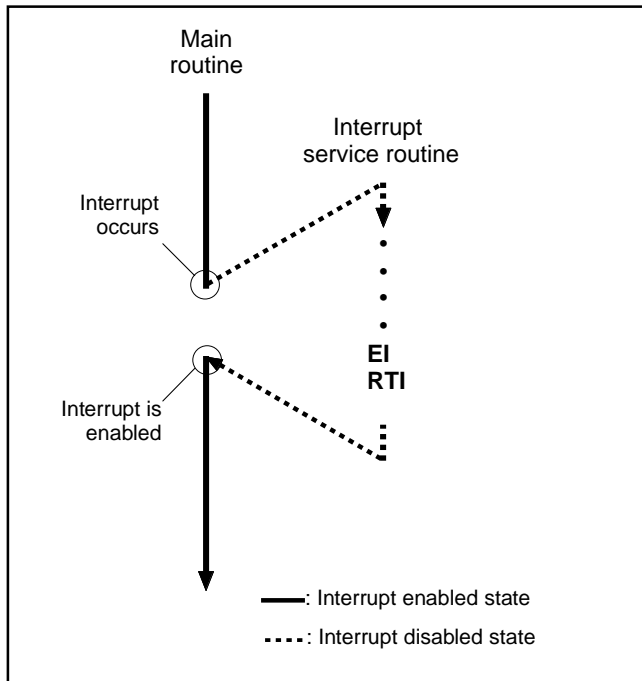 Main
routine
Interrupt
service routine
Interrupt
occurs
EI
RTI
Interrupt is
enabled
: Interrupt enabled state
: Interrupt disabled state